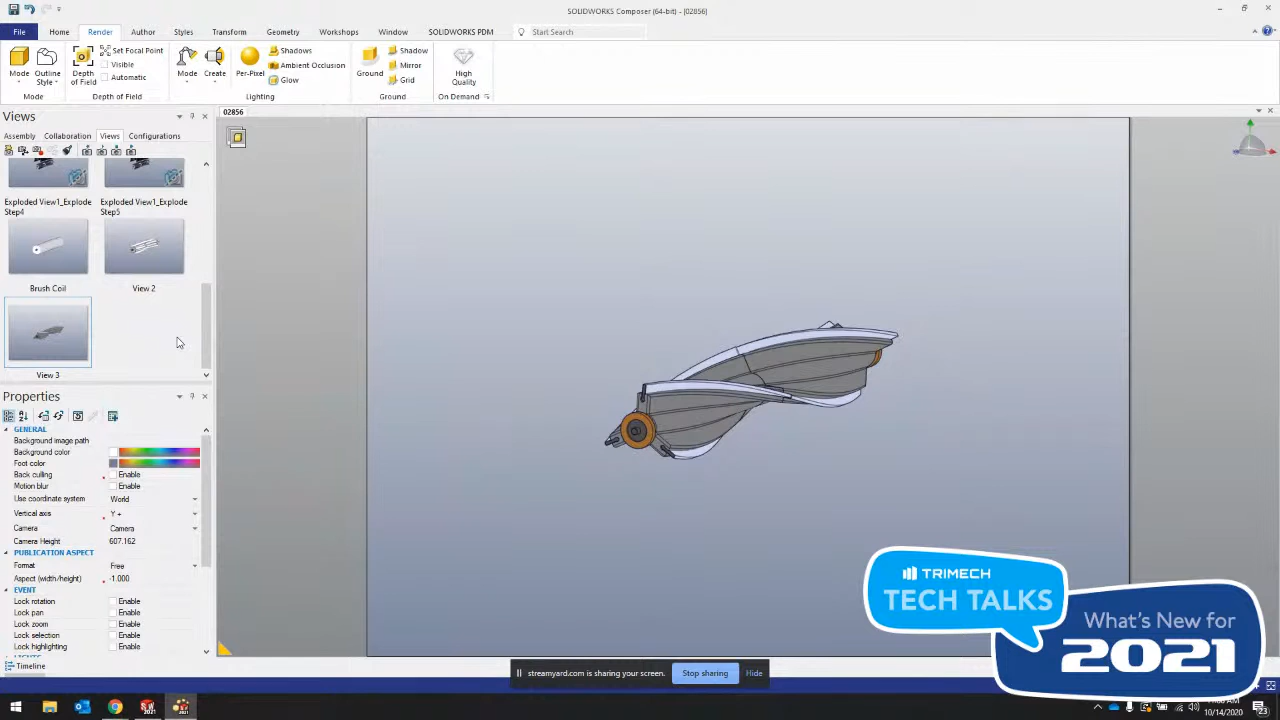 SOLIDWORKS Composer (64-bit) - [02856]
File Home Render Author Styles Transform Geometry Workshops Window SOLIDWORKS PDM Start Search
Set Focal Point Shadows Shadow
Visible Ambient Occlusion Mirror
Mode Outline Style Depth of Field Automatic Mode Create Per-Pixel Glow Ground Grid High Quality
Mode Depth of Field Lighting Ground On Demand
Views 02856
Assembly Collaboration Views Configurations
Exploded View1_Explode Step4
Exploded View1_Explode Step5
Brush Coil View 2
View 3
Properties
GENERAL
Background image path
Background color
Foot color
Back culling Enable
Motion blur Enable
Use coordinate system World
Vertical axis Y +
Camera Camera
Camera Height 607.162
PUBLICATION ASPECT
Format Free
Aspect (width/height) -1.000
EVENT
Lock rotation Enable
Lock pan Enable
Lock zoom Enable
Lock selection Enable
Lock highlighting Enable
Timeline
TRIMECH
TECH TALKS
What's New for
2021
streamyard.com is sharing your screen. Stop sharing Hide
10/14/2020
23